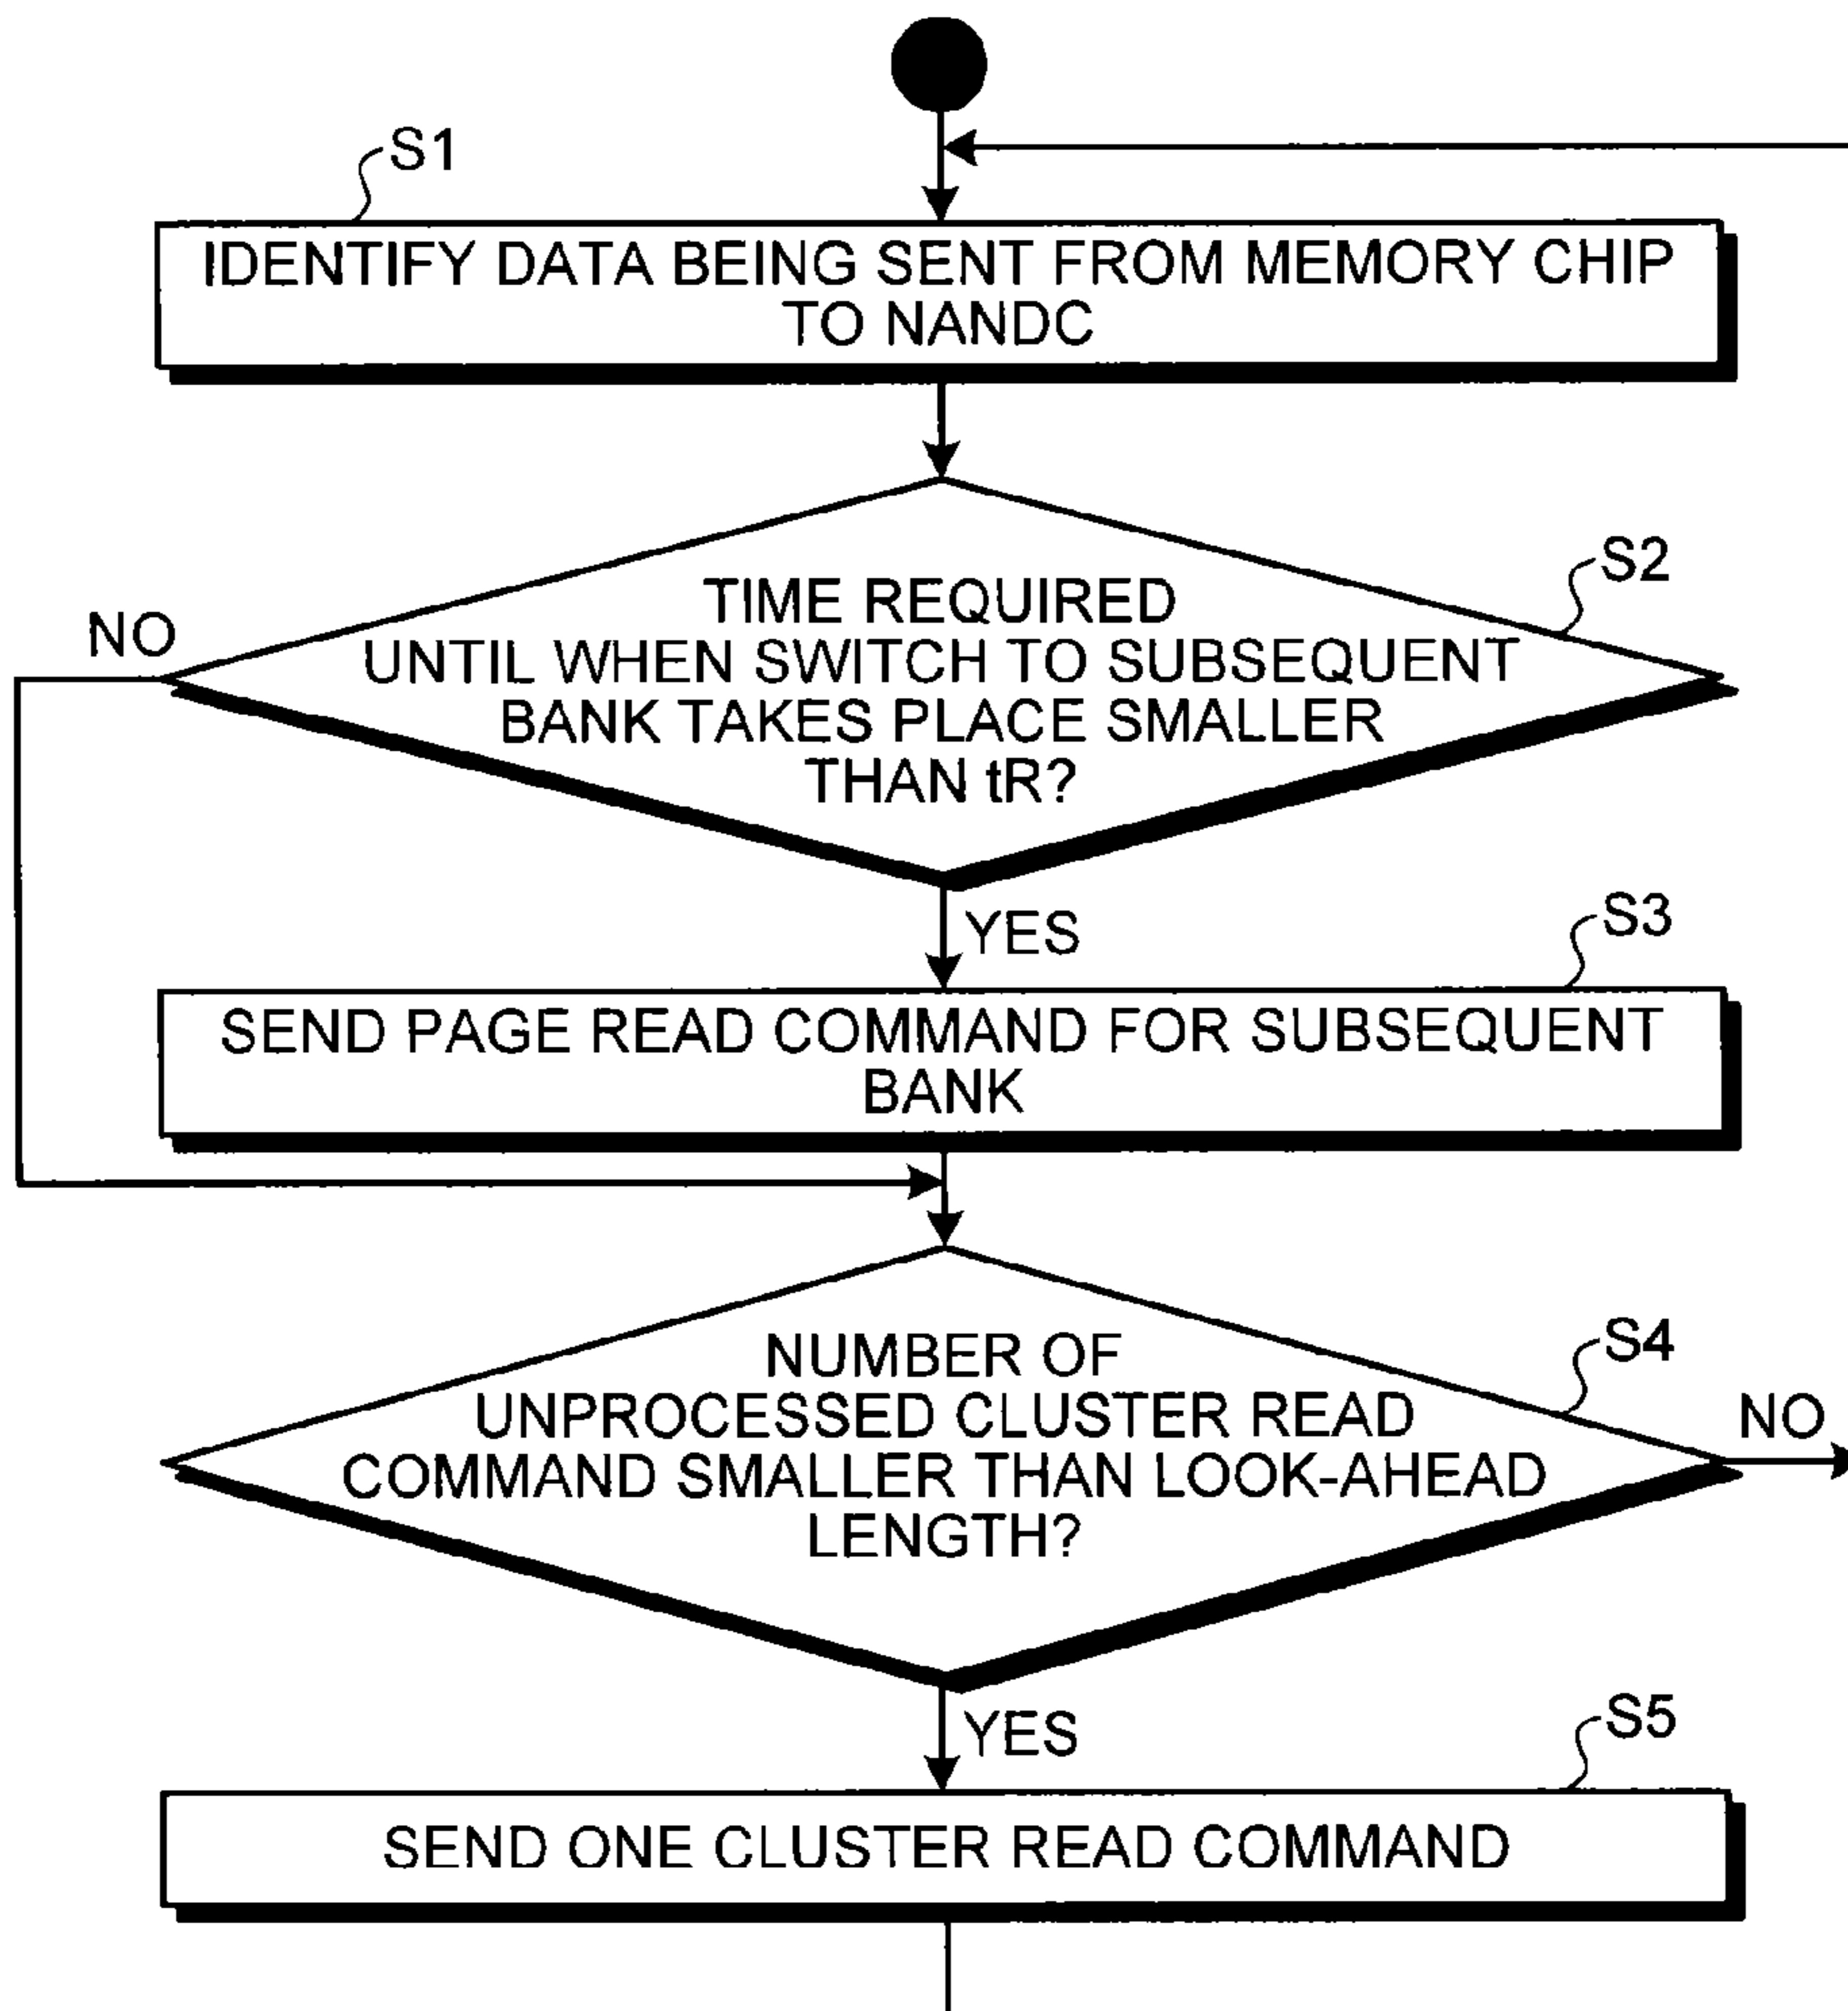 S1
IDENTIFY DATA BEING SENT FROM MEMORY CHIP
TO NANDC
S2
NO
TIME REQUIRED
UNTIL WHEN SWITCH TO SUBSEQUENT
BANK TAKES PLACE SMALLER
THAN tR?
YES
S3
SEND PAGE READ COMMAND FOR SUBSEQUENT
BANK
S4
NUMBER OF
UNPROCESSED CLUSTER READ
COMMAND SMALLER THAN LOOK-AHEAD
LENGTH?
NO
YES
S5
SEND ONE CLUSTER READ COMMAND